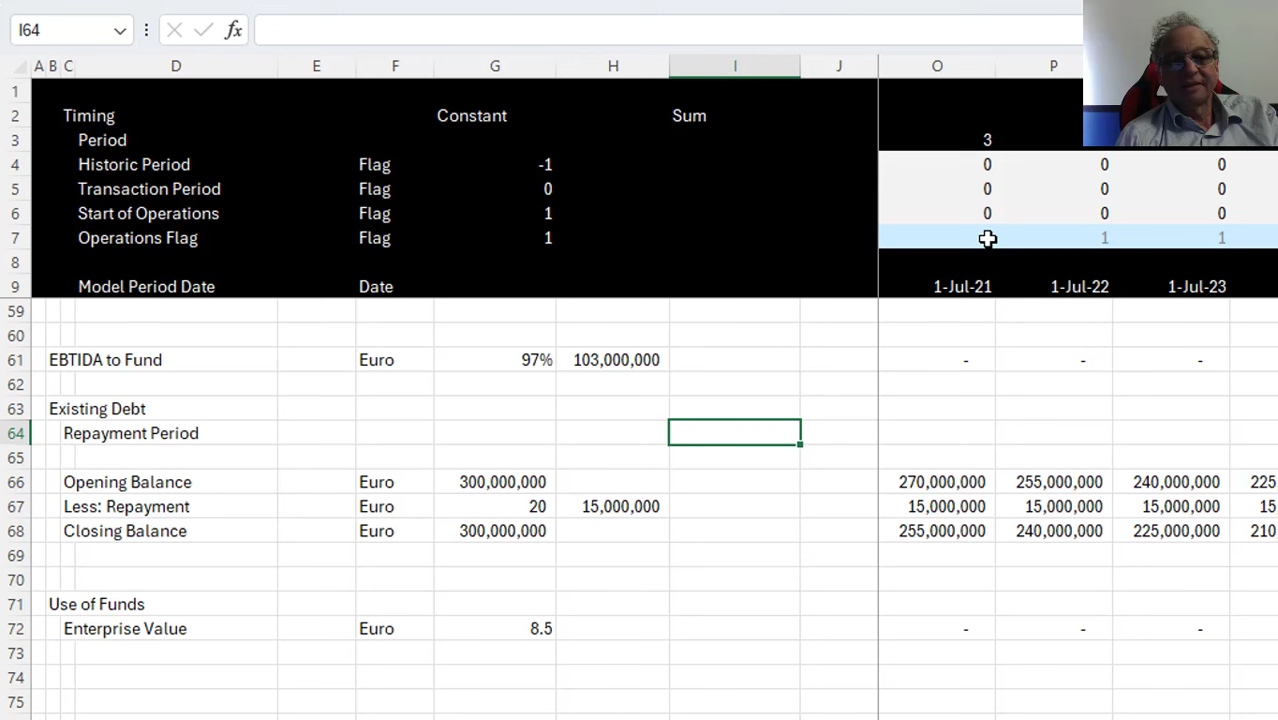 I64 fx
A B C D E F G H I J O P
1
2 Timing Constant Sum
3 Period 3
4 Historic Period Flag -1 0 0 0
5 Transaction Period Flag 0 0 0 0
6 Start of Operations Flag 1 0 0 0
7 Operations Flag Flag 1 1 1
8
9 Model Period Date Date 1-Jul-21 1-Jul-22 1-Jul-23
59
60
61 EBTIDA to Fund Euro 97% 103,000,000 - - -
62
63 Existing Debt
64 Repayment Period
65
66 Opening Balance Euro 300,000,000 270,000,000 255,000,000 240,000,000 225
67 Less: Repayment Euro 20 15,000,000 15,000,000 15,000,000 15,000,000 15
68 Closing Balance Euro 300,000,000 255,000,000 240,000,000 225,000,000 210
69
70
71 Use of Funds
72 Enterprise Value Euro 8.5 - - -
73
74
75